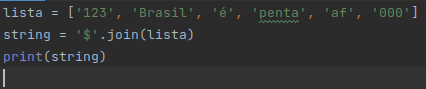 lista = ['123', 'Brasil', 'é', 'penta', 'af', '000']
string = '$'.join(lista)
print(string)